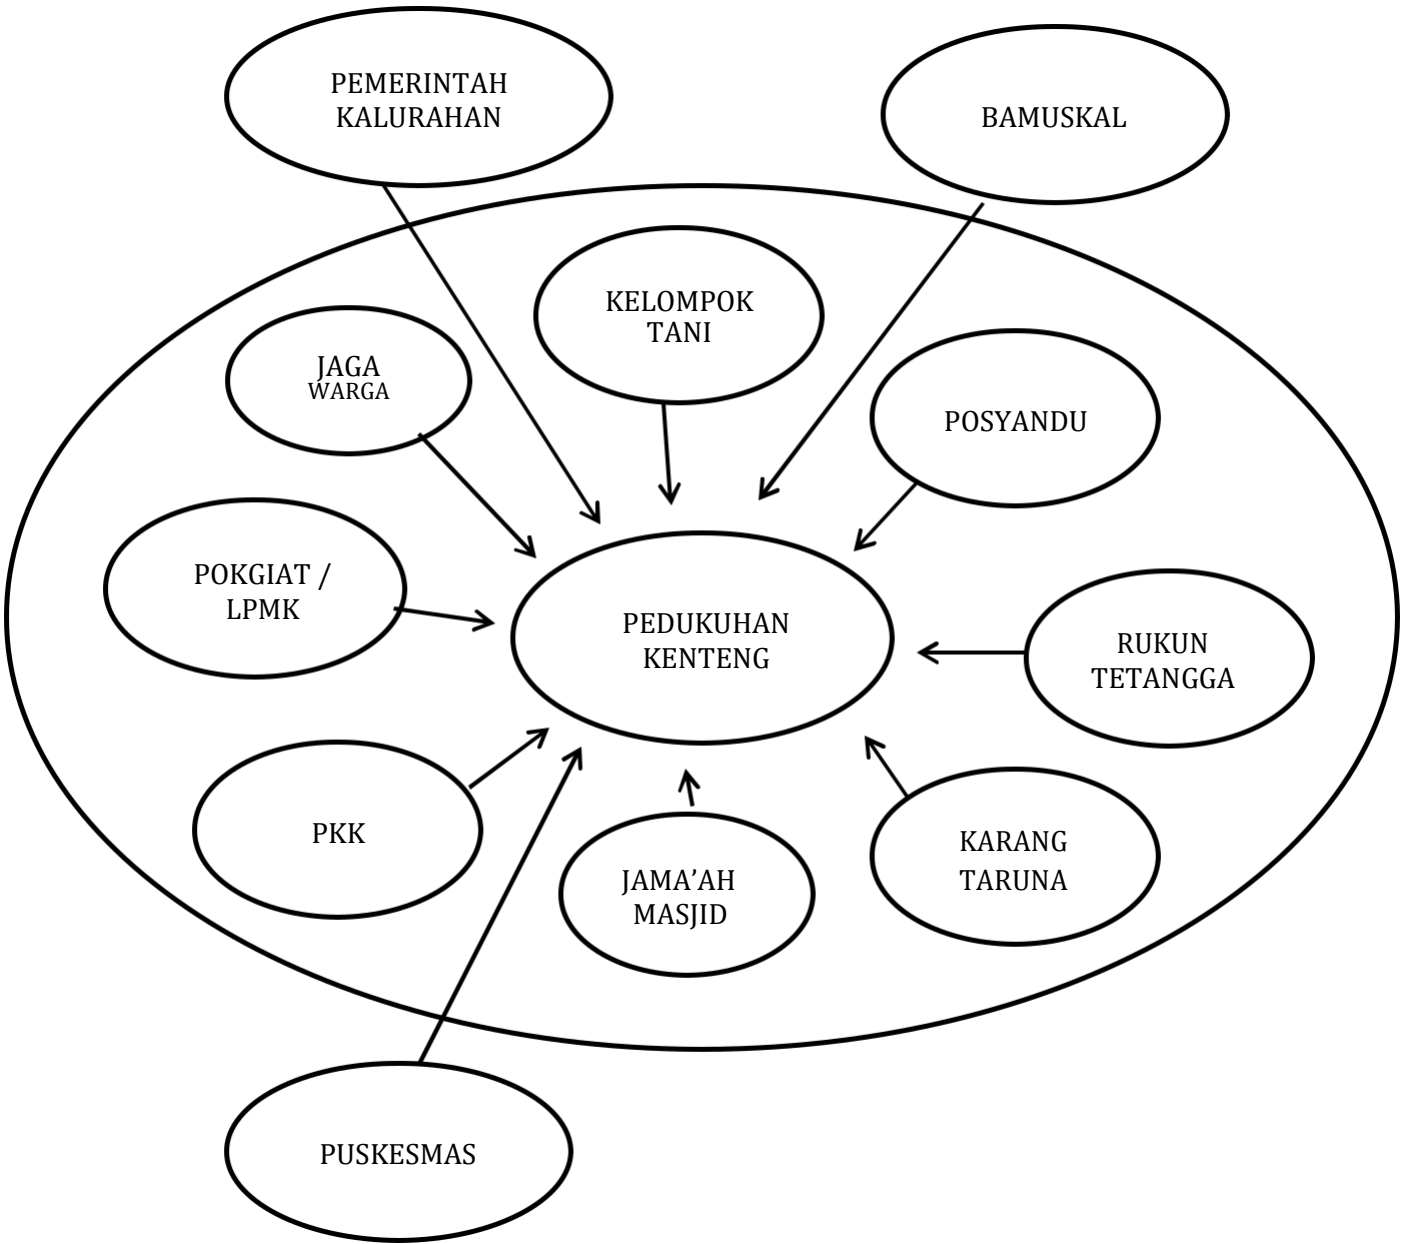 PEMERINTAH
KALURAHAN
BAMUSKAL
KELOMPOK
TANI
JAGA
WARGA
POSYANDU
POKGIAT /
LPMK
PEDUKUHAN
KENTENG
RUKUN
TETANGGA
PKK
JAMA’AH
MASJID
KARANG
TARUNA
PUSKESMAS